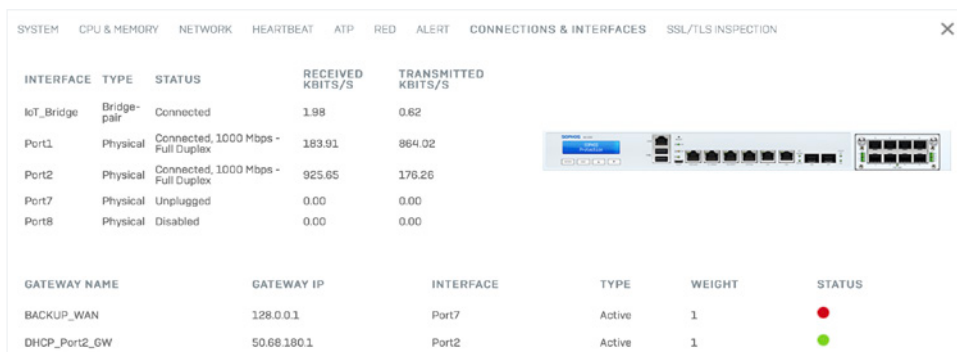 SYSTEM CPU & MEMORY NETWORK HEARTBEAT ATP RED ALERT CONNECTIONS & INTERFACES SSL/TLS INSPECTION
INTERFACE TYPE STATUS RECEIVED KBITS/S TRANSMITTED KBITS/S
IoT_Bridge Bridge-pair Connected 1.98 0.62
Port1 Physical Connected, 1000 Mbps - Full Duplex 183.91 864.02
Port2 Physical Connected, 1000 Mbps - Full Duplex 925.65 176.26
Port7 Physical Unplugged 0.00 0.00
Port8 Physical Disabled 0.00 0.00
SOPHOS
GATEWAY NAME GATEWAY IP INTERFACE TYPE WEIGHT STATUS
BACKUP_WAN 128.0.0.1 Port7 Active 1
DHCP_Port2_GW 50.68.180.1 Port2 Active 1